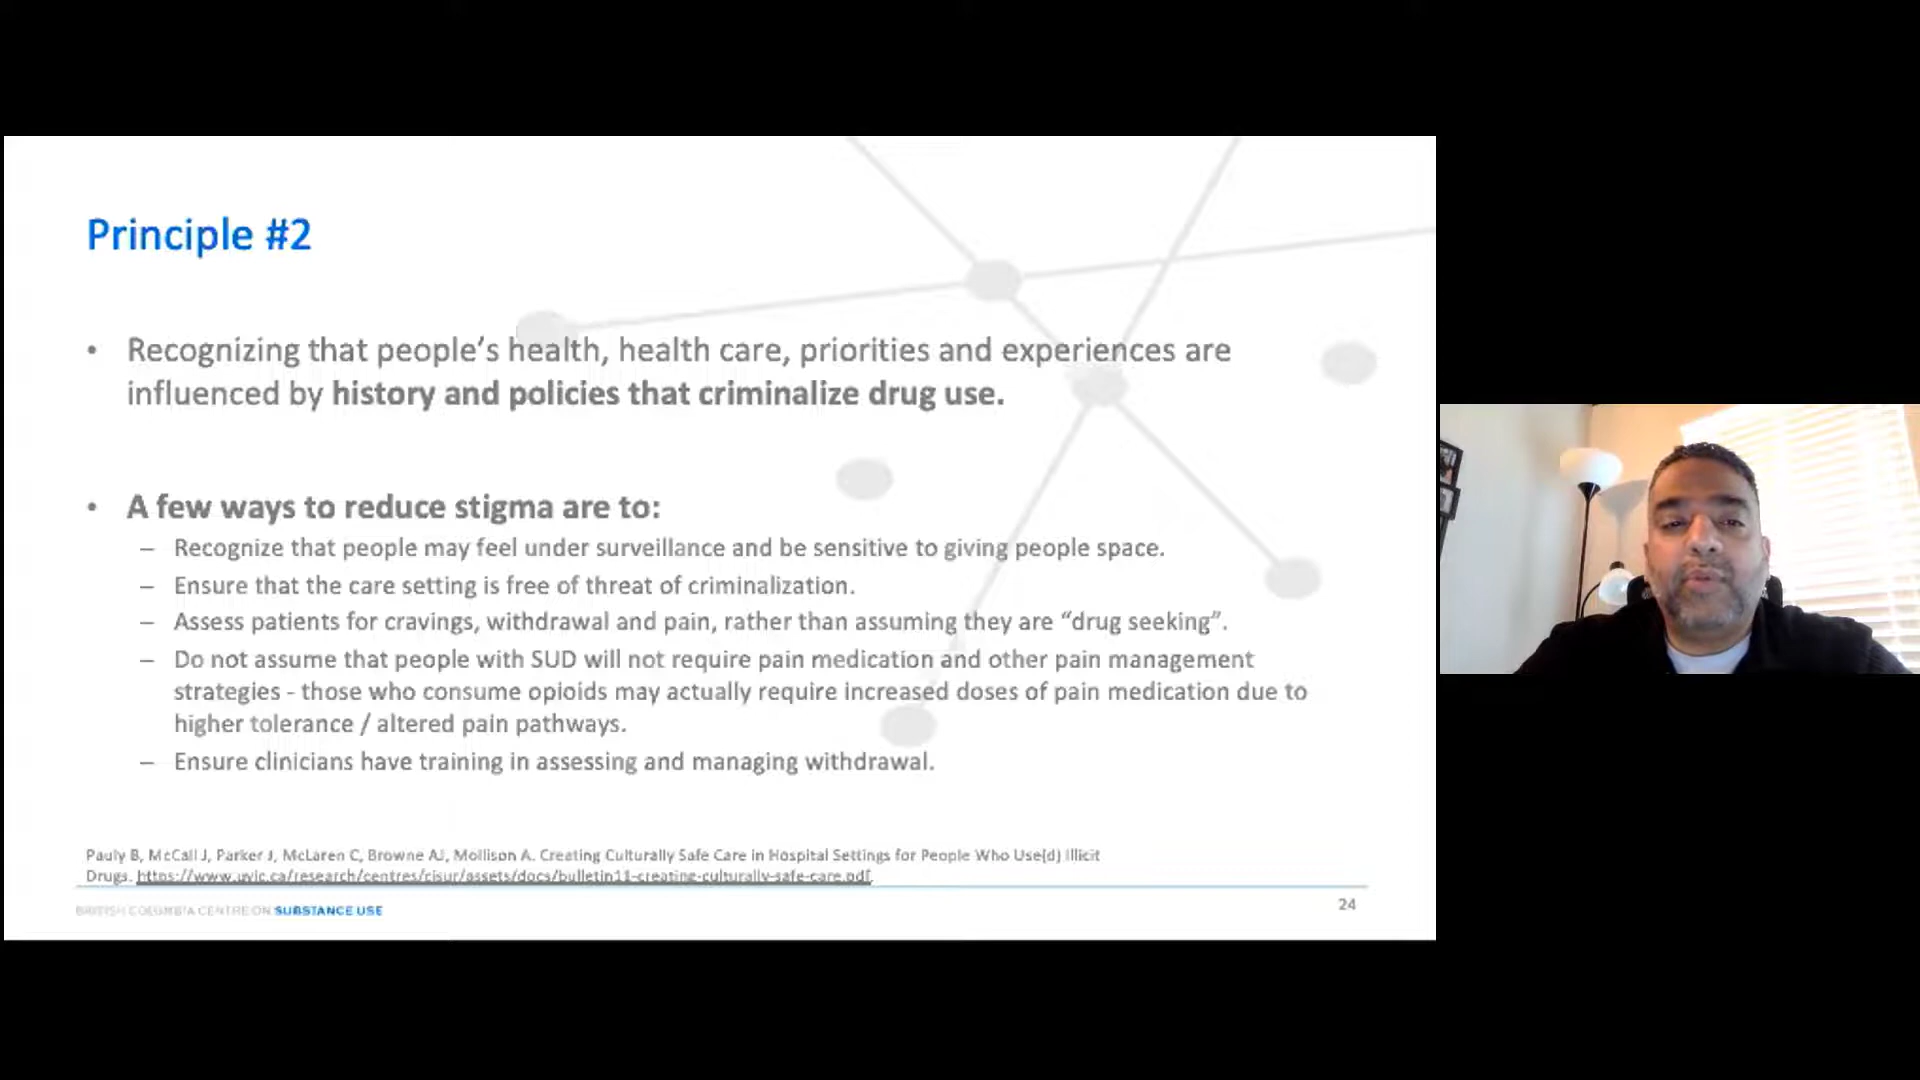 Principle #2
• Recognizing that people's health, health care, priorities and experiences are
influenced by history and policies that criminalize drug use.
• A few ways to reduce stigma are to:
– Recognize that people may feel under surveillance and be sensitive to giving people space.
– Ensure that the care setting is free of threat of criminalization.
– Assess patients for cravings, withdrawal and pain, rather than assuming they are “drug seeking”.
– Do not assume that people with SUD will not require pain medication and other pain management
strategies - those who consume opioids may actually require increased doses of pain medication due to
higher tolerance / altered pain pathways.
– Ensure clinicians have training in assessing and managing withdrawal.
Pauly B, McCall J, Parker J, McLaren C, Browne AJ, Mollison A. Creating Culturally Safe Care in Hospital Settings for People Who Use(d) Illicit
Drugs. https://www.uvic.ca/research/centres/cisur/assets/docs/bulletin11-creating-culturally-safe-care.pdf.
BRITISH COLUMBIA CENTRE ON SUBSTANCE USE
24